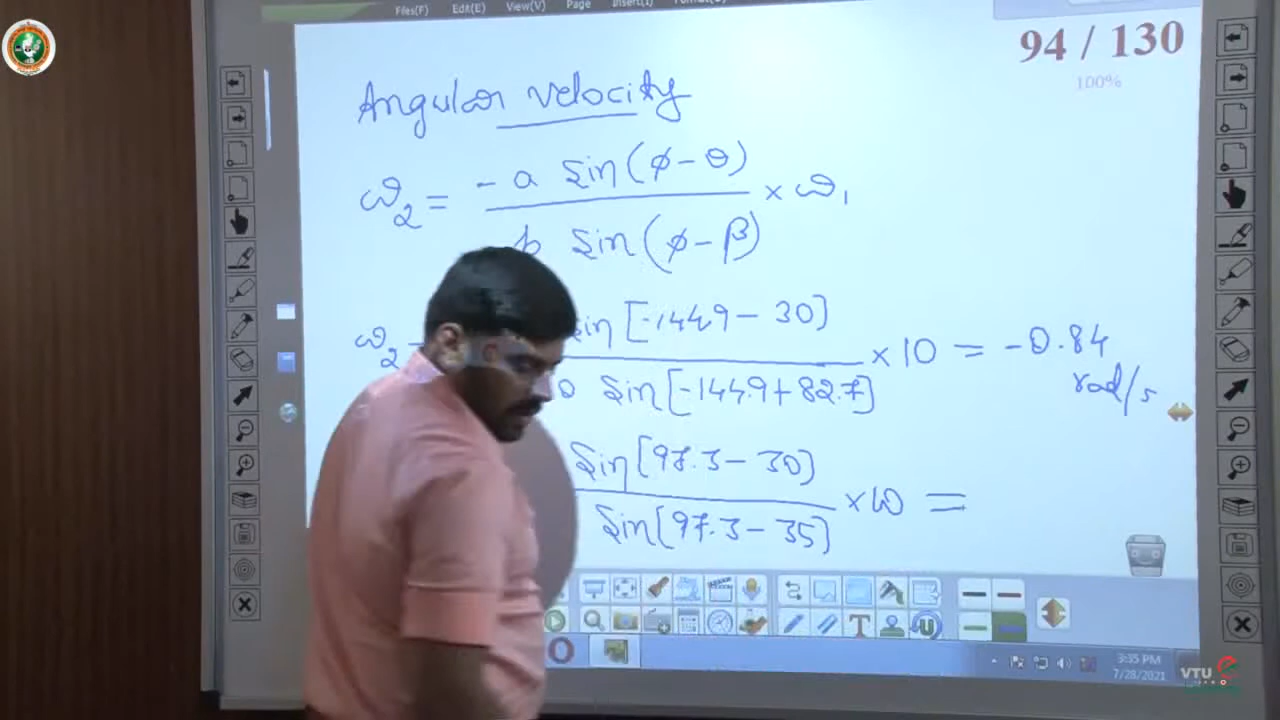 Files(F) Edit(E) View(V) Page Insert(I)
94 / 130
100%
Angular velocity
ω₂ = - a sin(φ - θ) / b sin(φ - β) × ω₁
ω₂ sin[-144.9 - 30] / sin[-144.9 + 82.7] × 10 = -0.84
rad/s
sin[97.3 - 30] / sin[97.3 - 35] × 10 =
3:35 PM
7/28/2021
VTU e